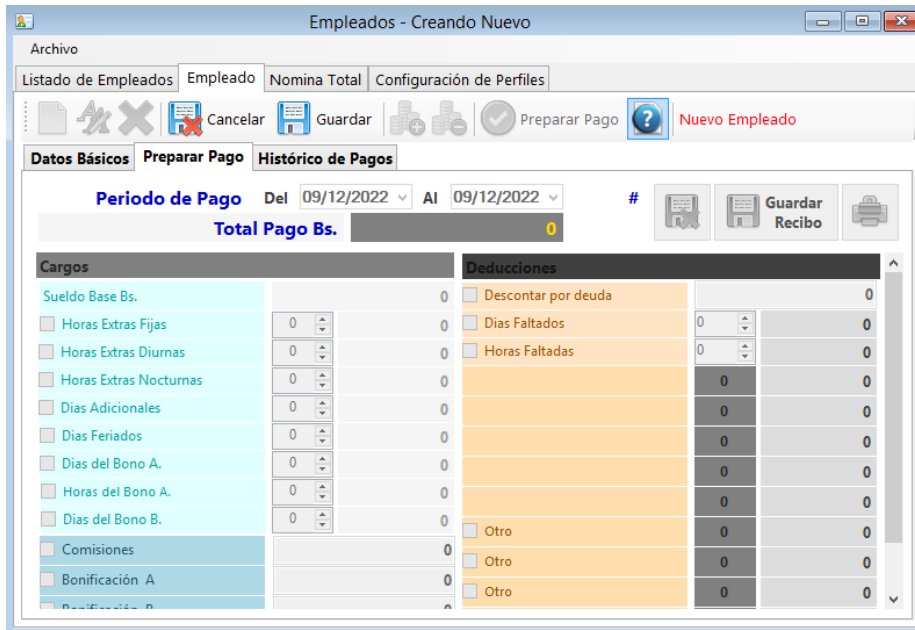 Empleados - Creando Nuevo
Archivo
Listado de Empleados Empleado Nomina Total Configuración de Perfiles
Cancelar Guardar Preparar Pago ? Nuevo Empleado
Datos Básicos Preparar Pago Histórico de Pagos
Periodo de Pago Del 09/12/2022 Al 09/12/2022 # Guardar Recibo
Total Pago Bs. 0
Cargos
Sueldo Base Bs. 0
Horas Extras Fijas 0 0
Horas Extras Diurnas 0 0
Horas Extras Nocturnas 0 0
Dias Adicionales 0 0
Dias Feriados 0 0
Dias del Bono A. 0 0
Horas del Bono A. 0 0
Dias del Bono B. 0 0
Comisiones 0
Bonificación A 0
Bonificación B 0
Deducciones
Descontar por deuda 0
Dias Faltados 0 0
Horas Faltadas 0 0
0 0
0 0
0 0
0 0
0 0
Otro 0 0
Otro 0 0
Otro 0 0